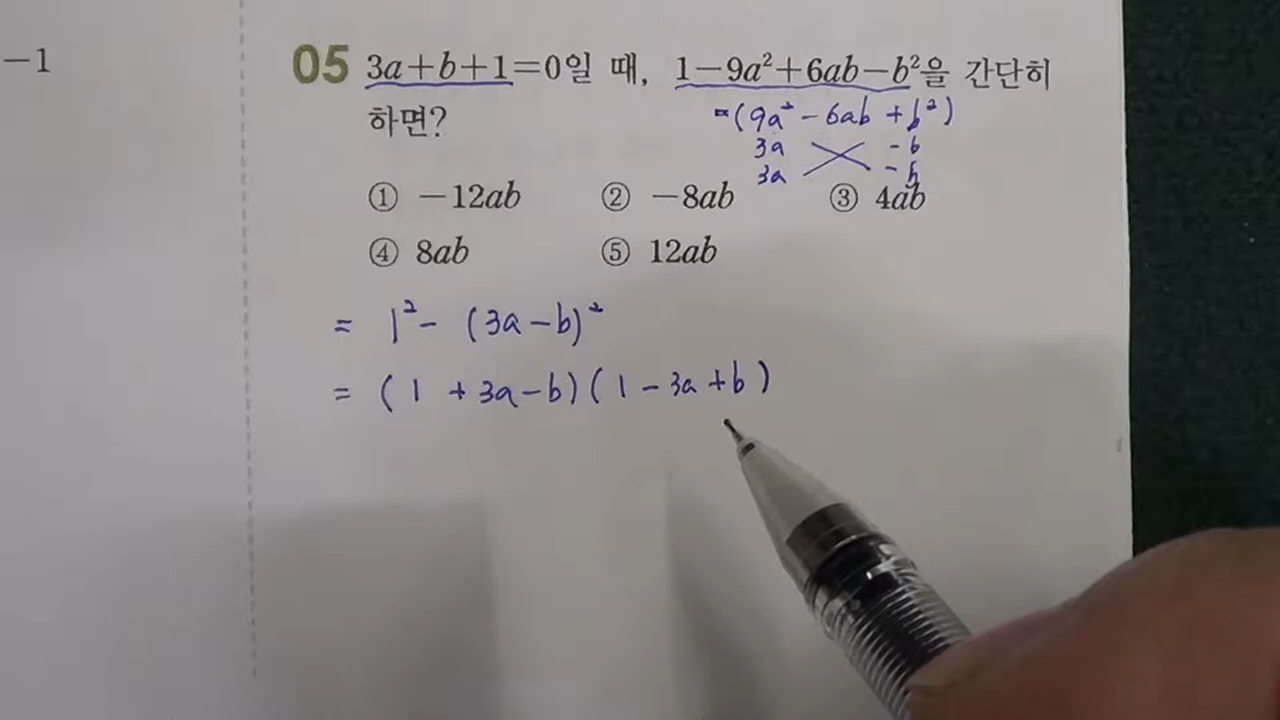 -1
05 3a+b+1=0일 때, 1-9a²+6ab-b²을 간단히
하면?
-(9a²-6ab+b²)
3a -b
3a -b
① -12ab ② -8ab ③ 4ab
④ 8ab ⑤ 12ab
= 1²-(3a-b)²
= (1+3a-b)(1-3a+b)